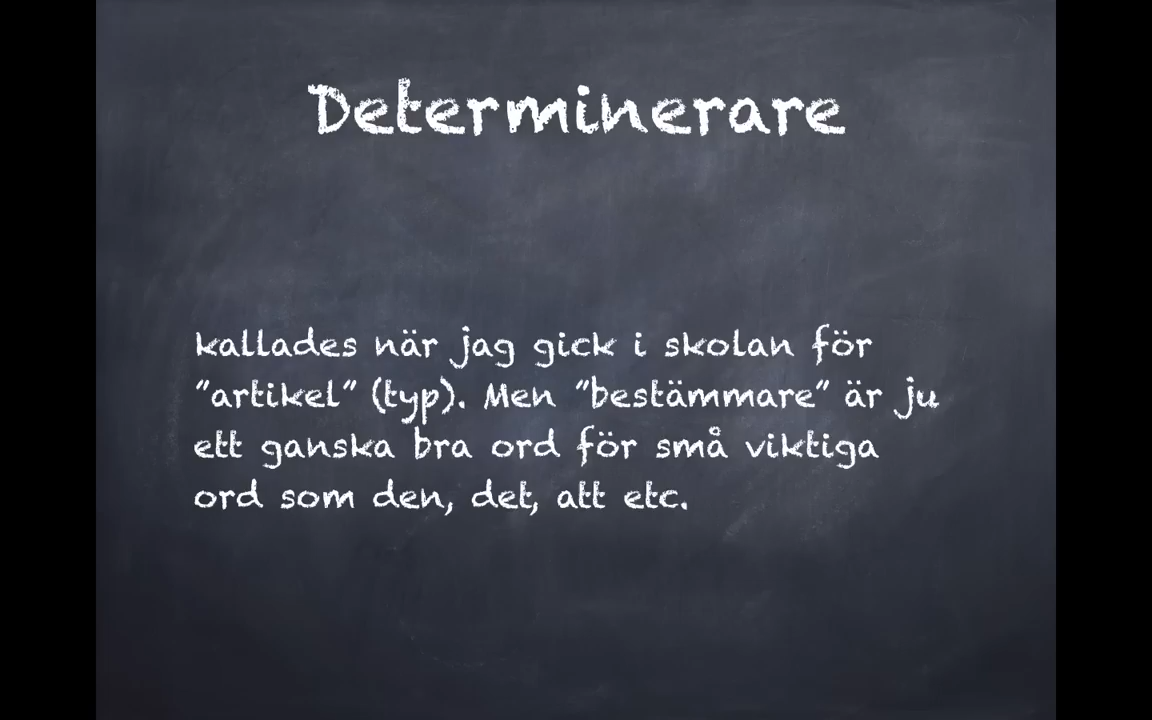 Determinerare
kallades när jag gick i skolan för
"artikel" (typ). Men "bestämmare" är ju
ett ganska bra ord för små viktiga
ord som den, det, att etc.